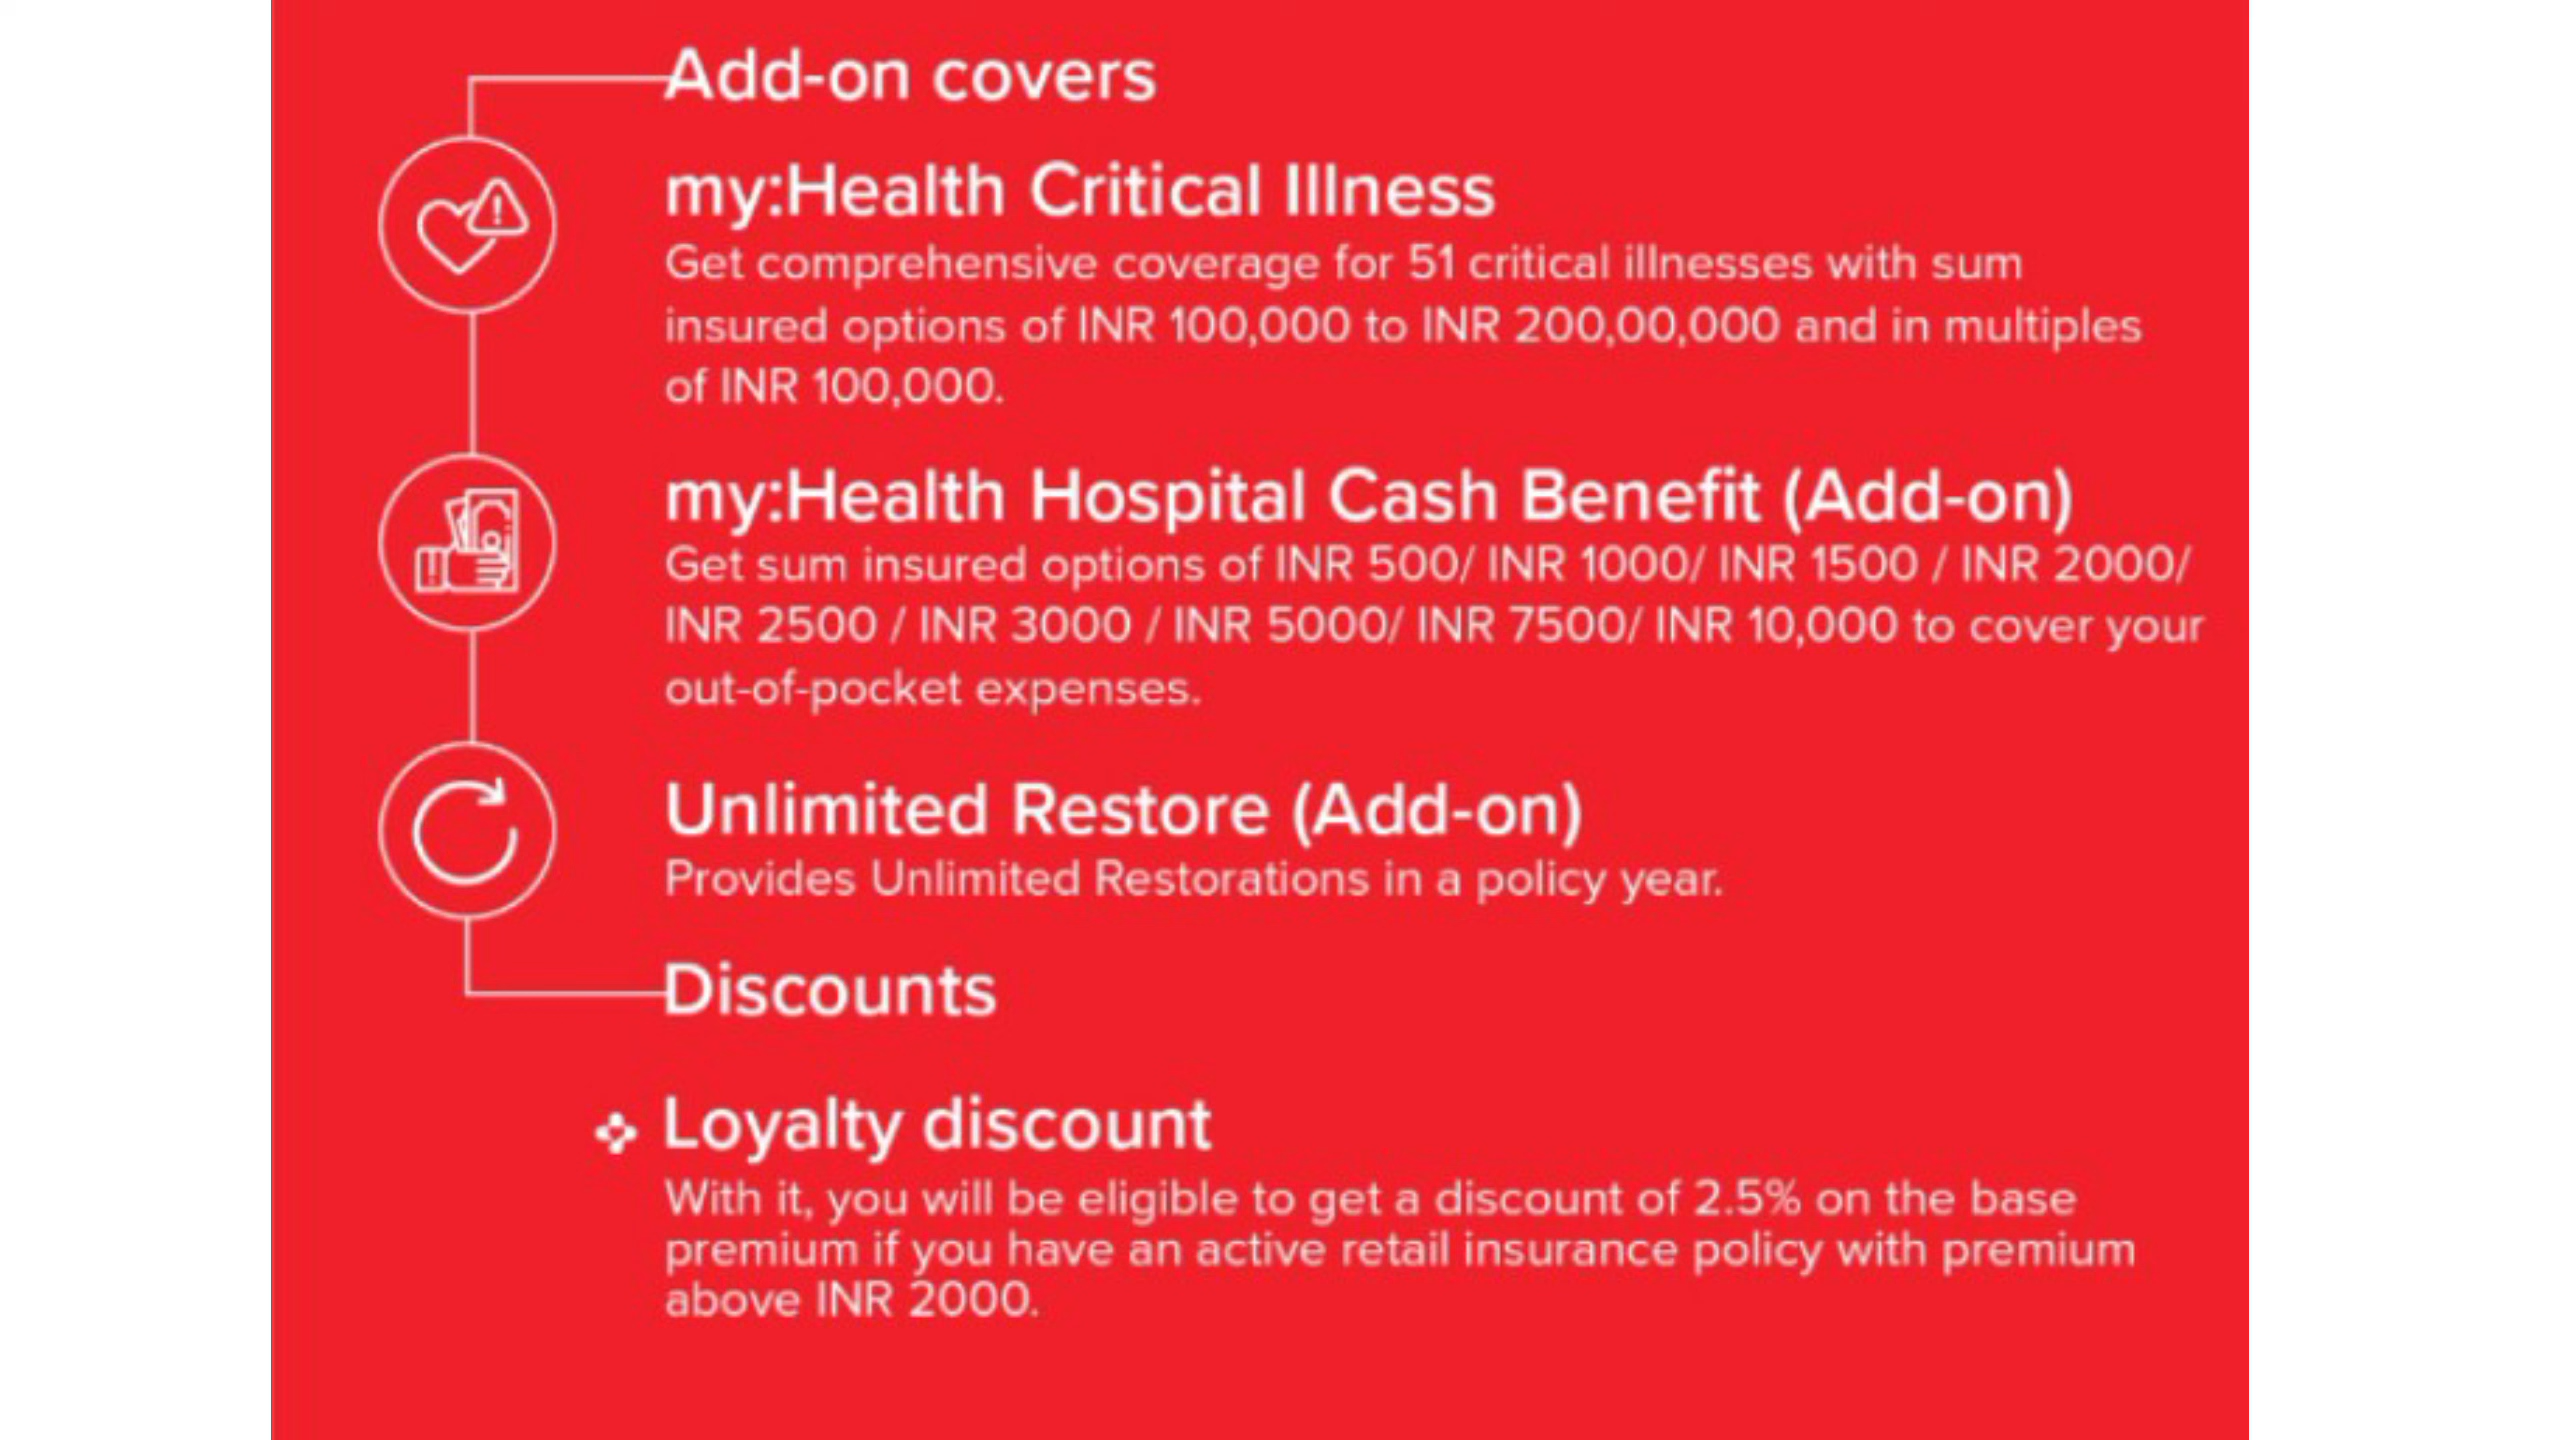 Add-on covers
my:Health Critical Illness
Get comprehensive coverage for 51 critical illnesses with sum
insured options of INR 100,000 to INR 200,00,000 and in multiples
of INR 100,000.
my:Health Hospital Cash Benefit (Add-on)
Get sum insured options of INR 500/ INR 1000/ INR 1500 / INR 2000/
INR 2500 / INR 3000 / INR 5000/ INR 7500/ INR 10,000 to cover your
out-of-pocket expenses.
Unlimited Restore (Add-on)
Provides Unlimited Restorations in a policy year.
Discounts
Loyalty discount
With it, you will be eligible to get a discount of 2.5% on the base
premium if you have an active retail insurance policy with premium
above INR 2000.